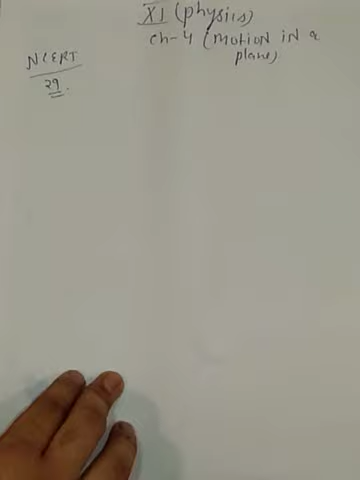 XI (physics)
ch-4 (motion in a
plane)
NCERT
29.